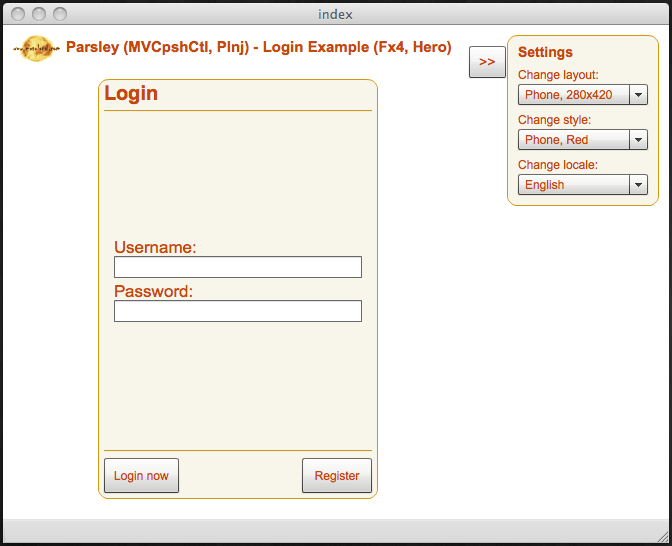 index
Parsley (MVCpshCtl, PInj) - Login Example (Fx4, Hero)
>>
Settings
Change layout:
Phone, 280x420
Change style:
Phone, Red
Change locale:
English
Login
Username:
Password:
Login now
Register